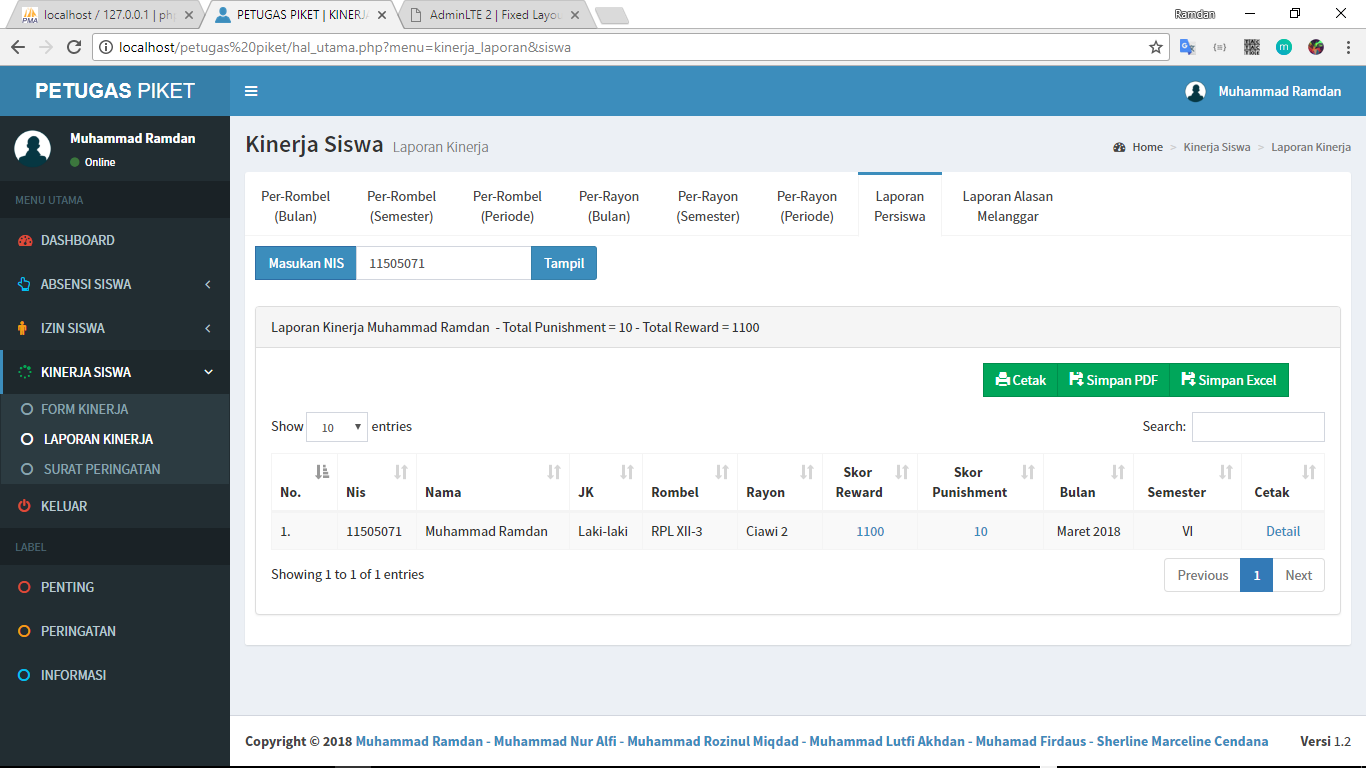 localhost / 127.0.0.1 | ph
PETUGAS PIKET | KINERJ
AdminLTE 2 | Fixed Layou
Ramdan
localhost/petugas%20piket/hal_utama.php?menu=kinerja_laporan&siswa
PETUGAS PIKET
Muhammad Ramdan
Muhammad Ramdan
Online
MENU UTAMA
DASHBOARD
ABSENSI SISWA
IZIN SISWA
KINERJA SISWA
FORM KINERJA
LAPORAN KINERJA
SURAT PERINGATAN
KELUAR
LABEL
PENTING
PERINGATAN
INFORMASI
Kinerja Siswa Laporan Kinerja
Home > Kinerja Siswa > Laporan Kinerja
Per-Rombel
(Bulan)
Per-Rombel
(Semester)
Per-Rombel
(Periode)
Per-Rayon
(Bulan)
Per-Rayon
(Semester)
Per-Rayon
(Periode)
Laporan
Persiswa
Laporan Alasan
Melanggar
Masukan NIS 11505071 Tampil
Laporan Kinerja Muhammad Ramdan - Total Punishment = 10 - Total Reward = 1100
Cetak Simpan PDF Simpan Excel
Show 10 entries Search:
No. Nis Nama JK Rombel Rayon Skor Reward Skor Punishment Bulan Semester Cetak
1. 11505071 Muhammad Ramdan Laki-laki RPL XII-3 Ciawi 2 1100 10 Maret 2018 VI Detail
Showing 1 to 1 of 1 entries
Previous 1 Next
Copyright © 2018 Muhammad Ramdan - Muhammad Nur Alfi - Muhammad Rozinul Miqdad - Muhammad Lutfi Akhdan - Muhamad Firdaus - Sherline Marceline Cendana
Versi 1.2